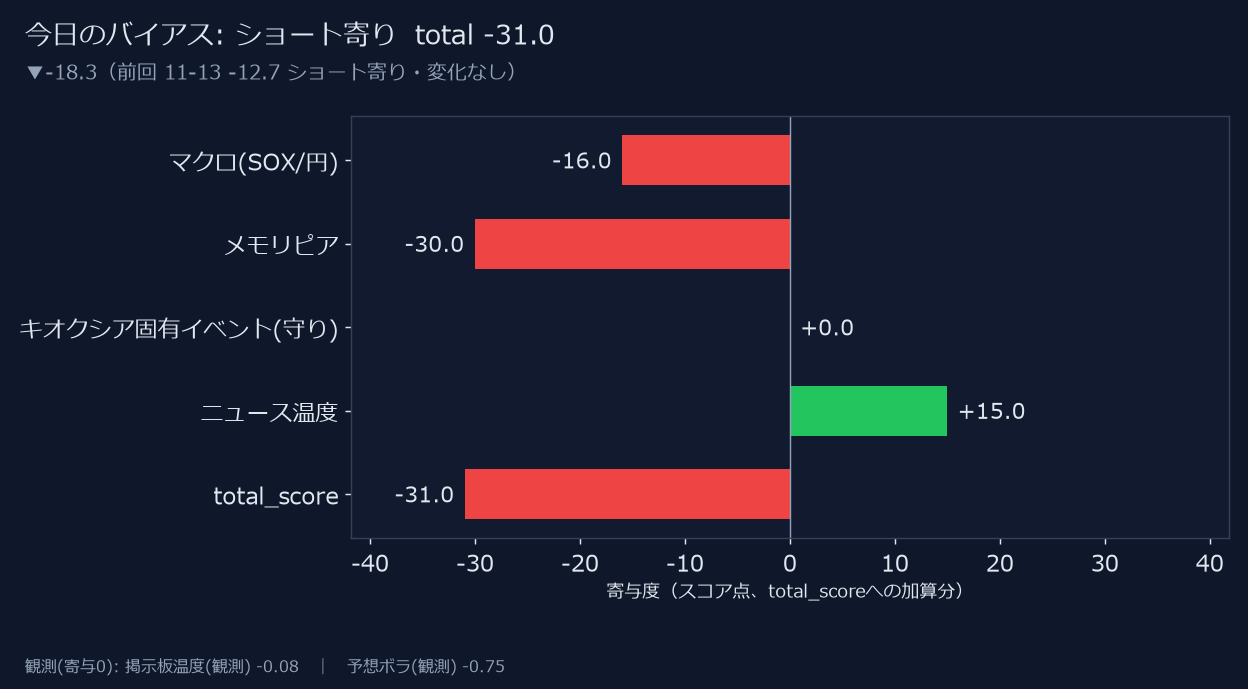 今日のバイアス: ショート寄り  total -31.0
▼-18.3（前回 11-13 -12.7 ショート寄り・変化なし）
マクロ(SOX/円)
-16.0
メモリピア
-30.0
キオクシア固有イベント(守り)
+0.0
ニュース温度
+15.0
total_score
-31.0
-40 -30 -20 -10 0 10 20 30 40
寄与度（スコア点、total_scoreへの加算分）
観測(寄与0): 掲示板温度(観測) -0.08 ｜ 予想ボラ(観測) -0.75